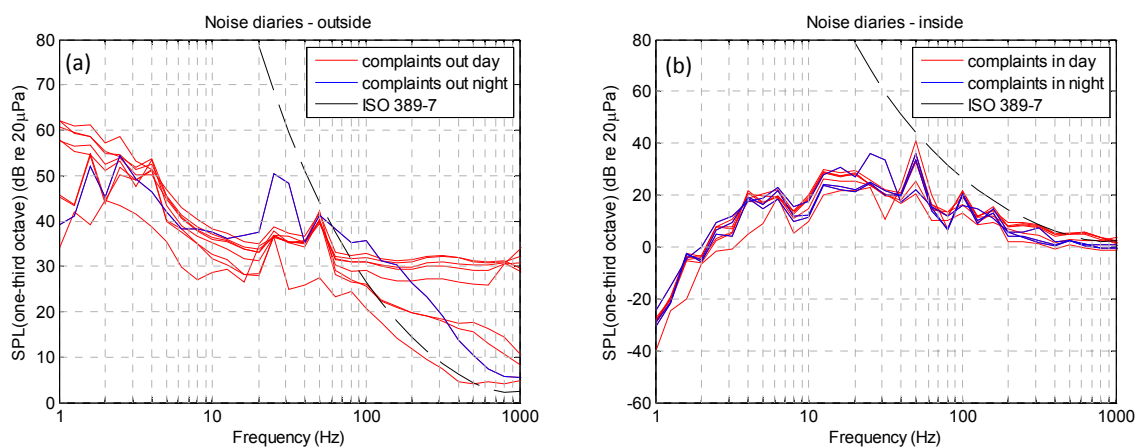 Noise diaries - outside
(a)
complaints out day
complaints out night
ISO 389-7
80
70
60
50
40
30
20
10
0
SPL(one-third octave) (dB re 20μPa)
1
10
100
1000
Frequency (Hz)
Noise diaries - inside
(b)
complaints in day
complaints in night
ISO 389-7
80
60
40
20
0
-20
-40
-60
SPL(one-third octave) (dB re 20μPa)
1
10
100
1000
Frequency (Hz)